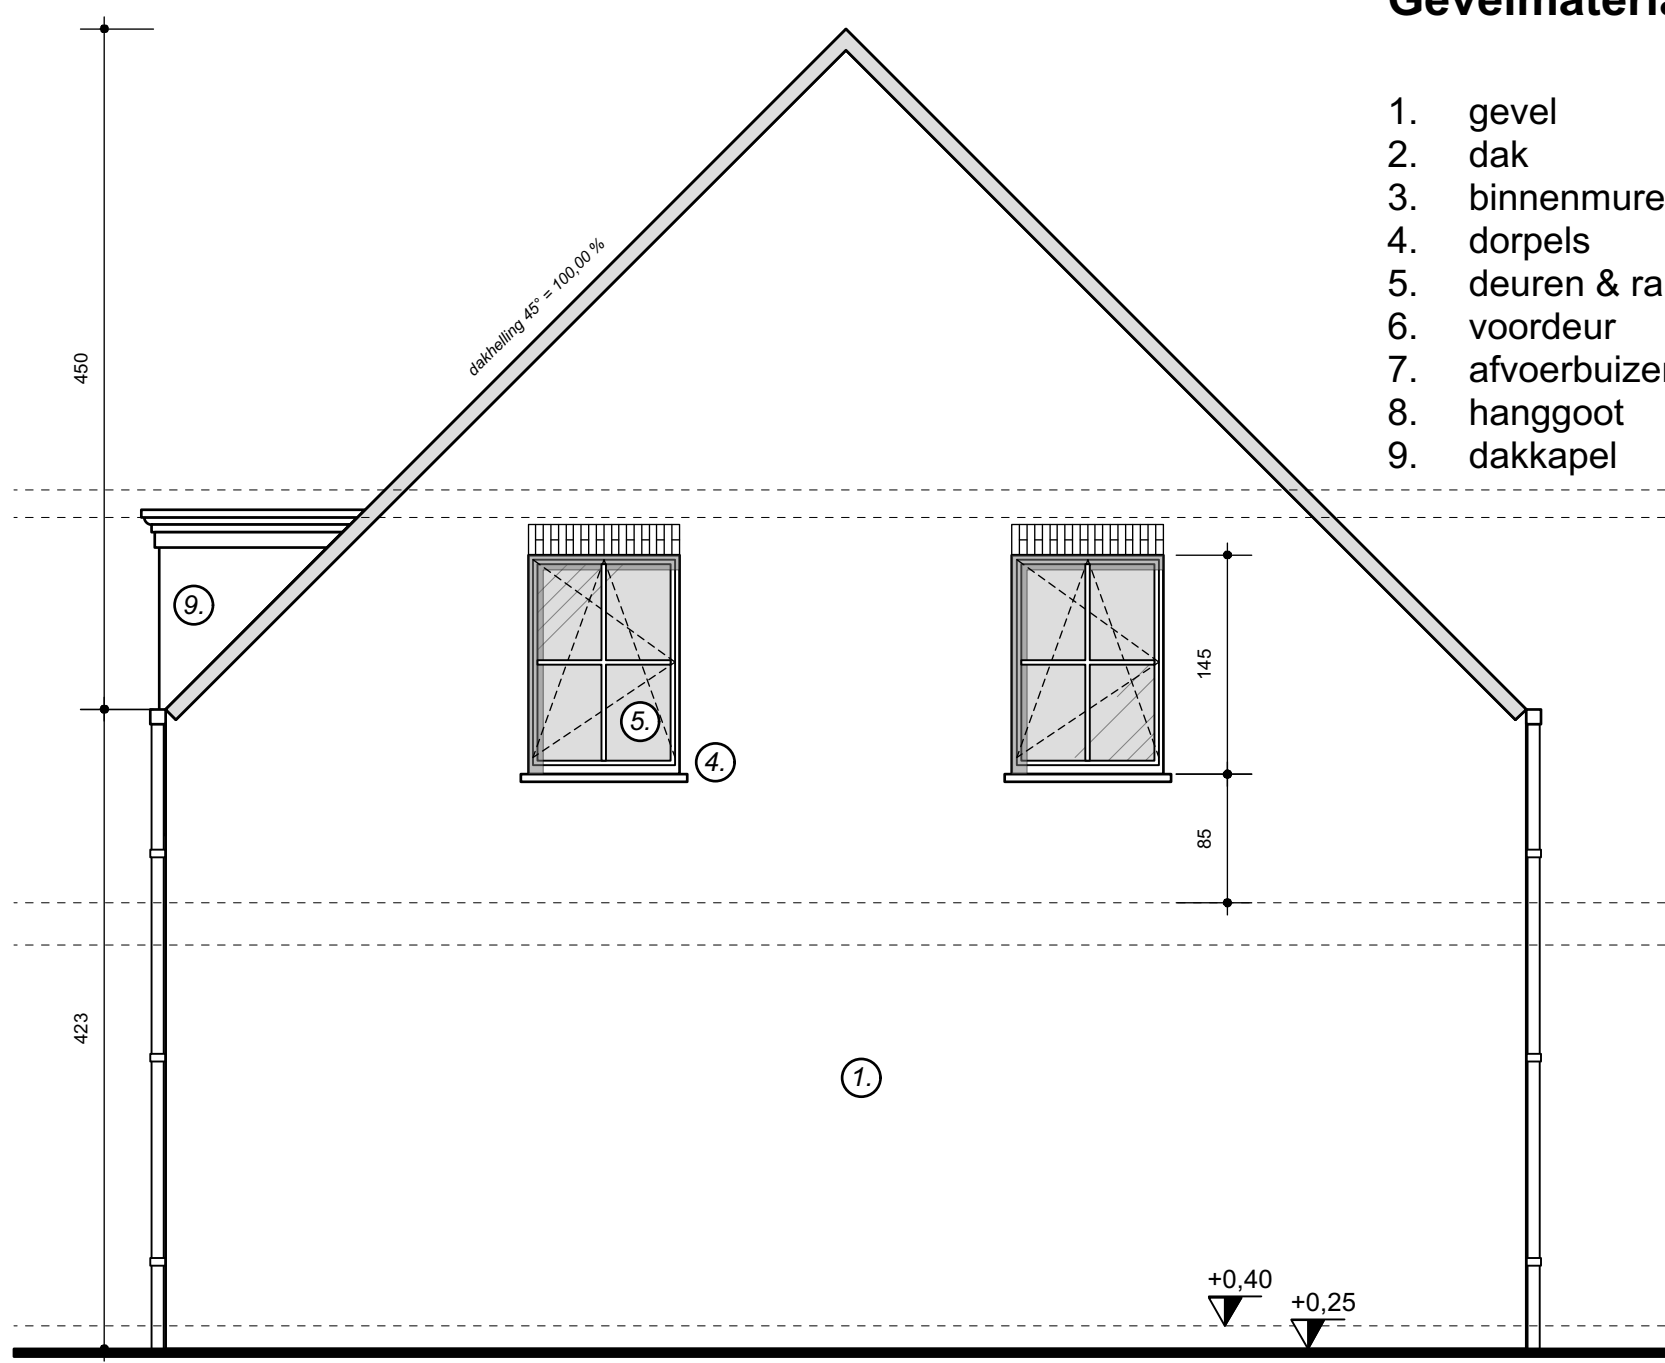 1. gevel
2. dak
3. binnenmure
4. dorpels
5. deuren & ra
6. voordeur
7. afvoerbuizen
8. hanggoot
9. dakkapel
dakhelling 45° = 100,00 %
450
9.
5.
4.
145
85
423
1.
+0,40
+0,25